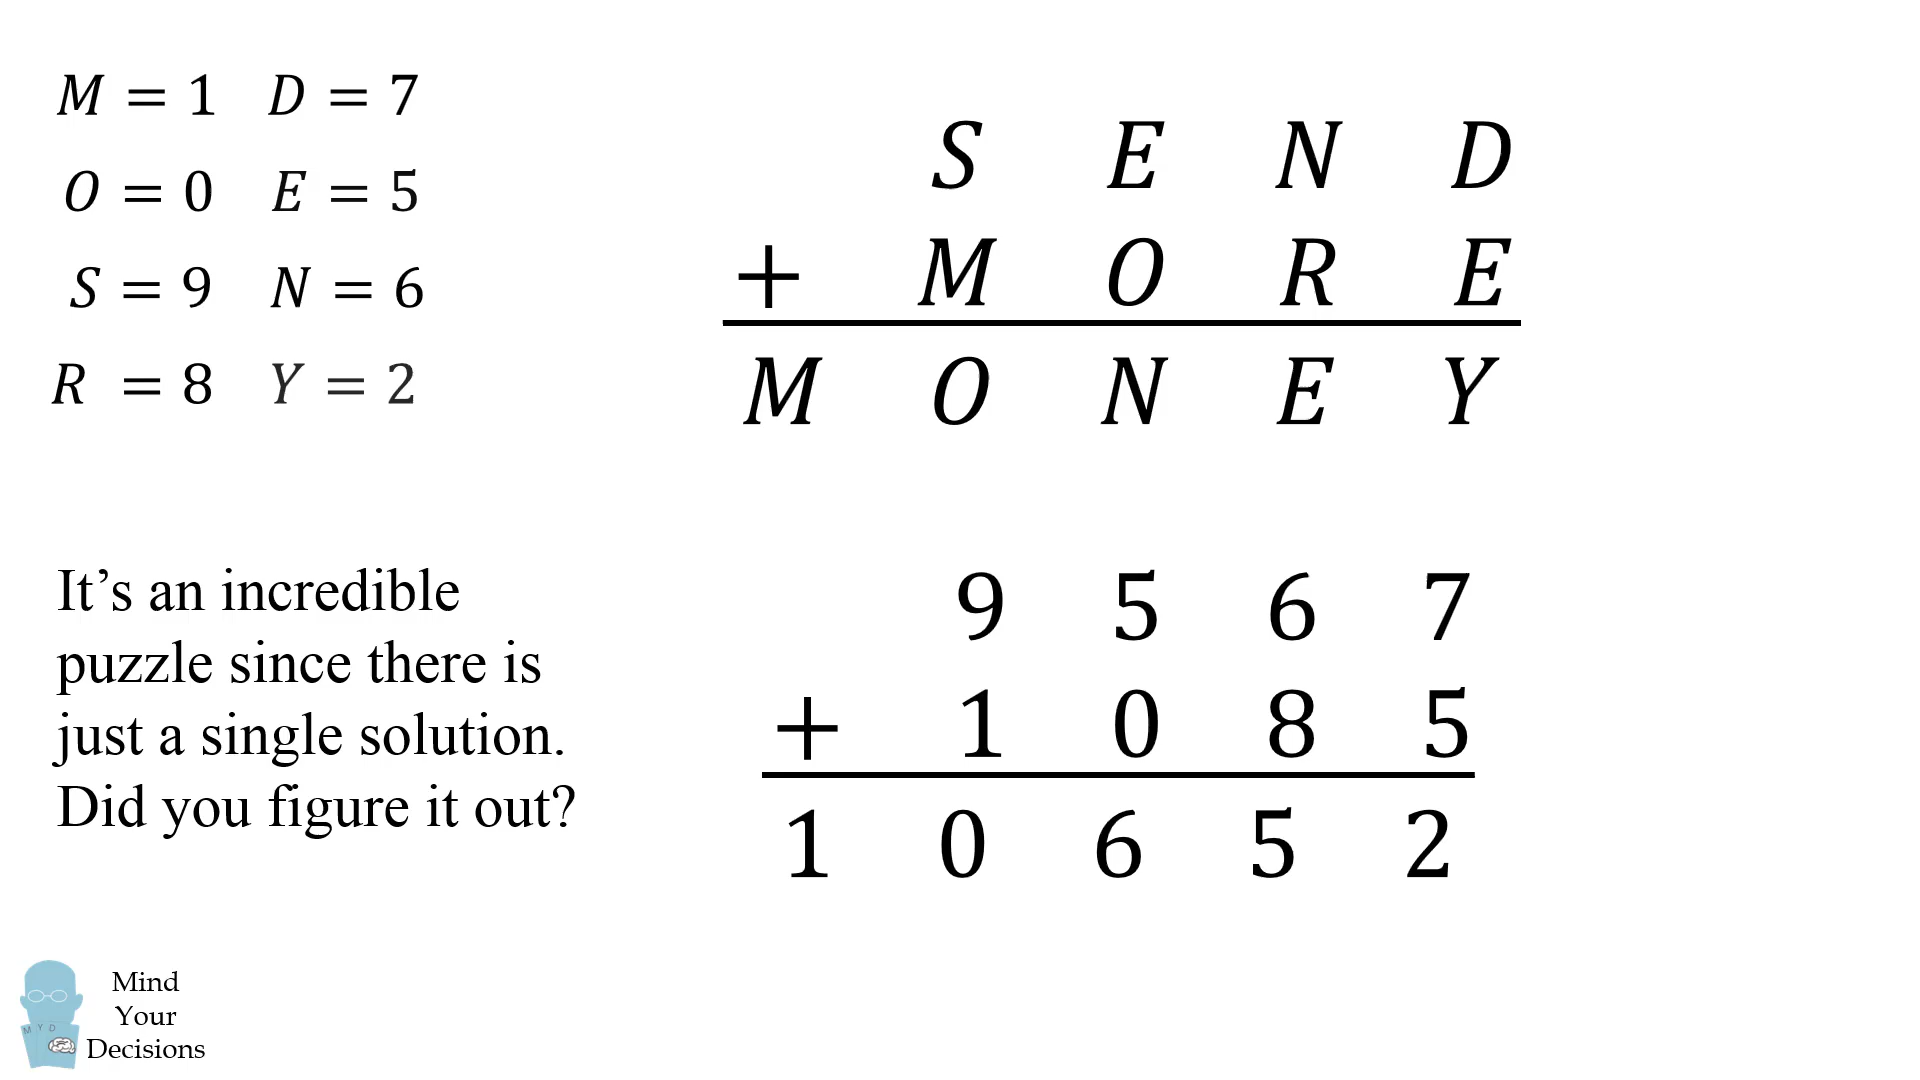 M = 1 D = 7
O = 0 E = 5
S = 9 N = 6
R = 8 Y = 2
S E N D
+ M O R E
M O N E Y
It’s an incredible
puzzle since there is
just a single solution.
Did you figure it out?
9 5 6 7
+ 1 0 8 5
1 0 6 5 2
M Y D
Mind
Your
Decisions